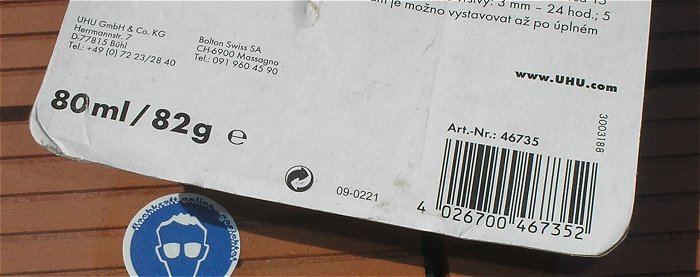 vrstvy: 3 mm – 24 hod.; 5
je možno vystavovat až po úplném
UHU GmbH & Co. KG
Herrmannstr. 7
D-77815 Bühl
Tel.: +49 (0) 72 23/28 40
Bolton Swiss SA
CH-6900 Massagno
Tel.: 091 960 45 90
www.UHU.com
80ml/82g e
3003188
Art.-Nr.: 46735
09-0221
4 026700 467352